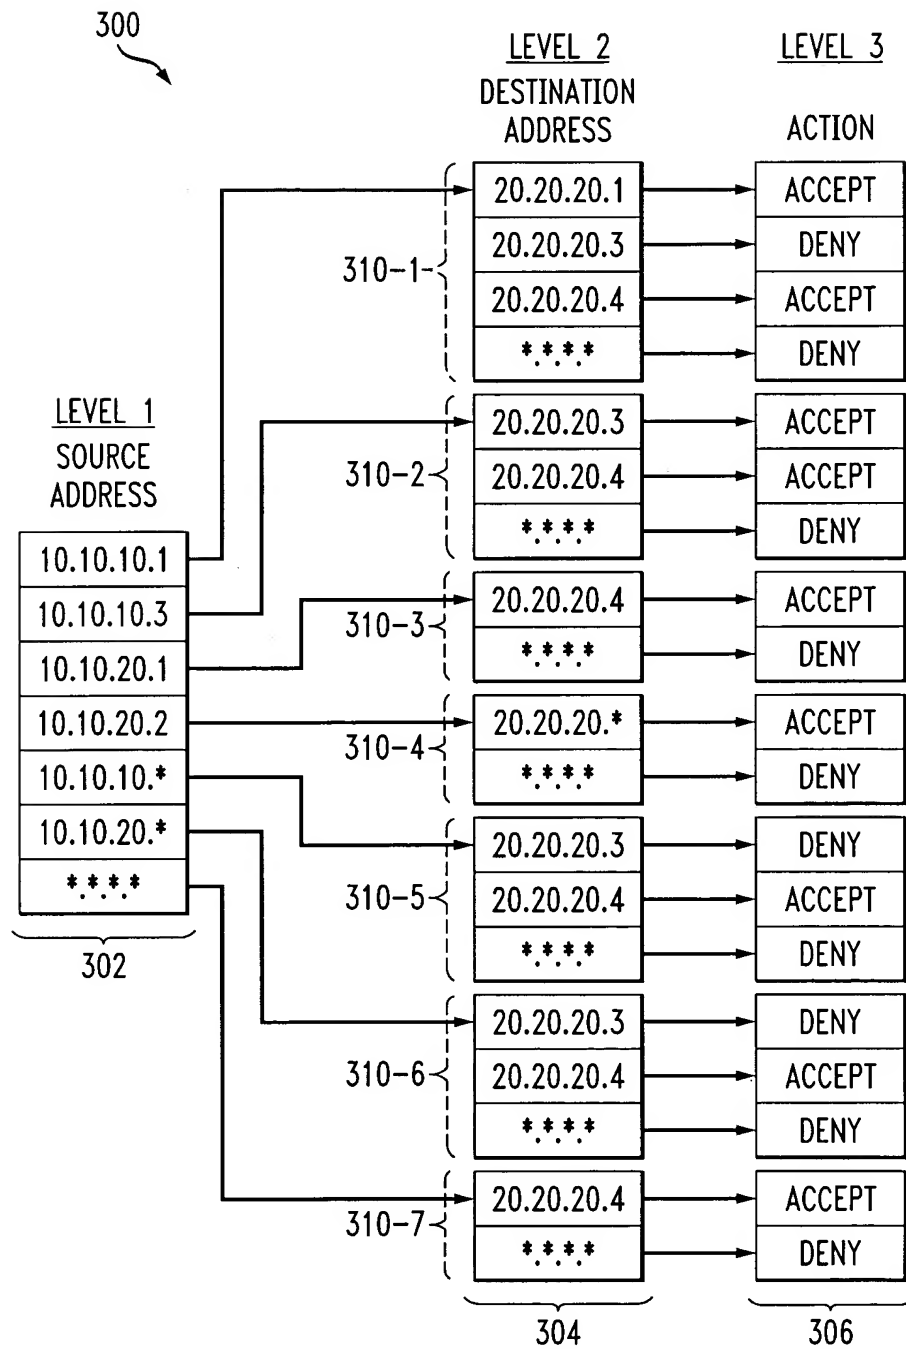 300
LEVEL 2
DESTINATION
ADDRESS
LEVEL 3
ACTION
310-1
20.20.20.1
ACCEPT
20.20.20.3
DENY
20.20.20.4
ACCEPT
*.*.*.*
DENY
310-2
20.20.20.3
ACCEPT
20.20.20.4
ACCEPT
*.*.*.*
DENY
310-3
20.20.20.4
ACCEPT
*.*.*.*
DENY
310-4
20.20.20.*
ACCEPT
*.*.*.*
DENY
310-5
20.20.20.3
DENY
20.20.20.4
ACCEPT
*.*.*.*
DENY
310-6
20.20.20.3
DENY
20.20.20.4
ACCEPT
*.*.*.*
DENY
310-7
20.20.20.4
ACCEPT
*.*.*.*
DENY
LEVEL 1
SOURCE
ADDRESS
10.10.10.1
10.10.10.3
10.10.20.1
10.10.20.2
10.10.10.*
10.10.20.*
*.*.*.*
302
304
306